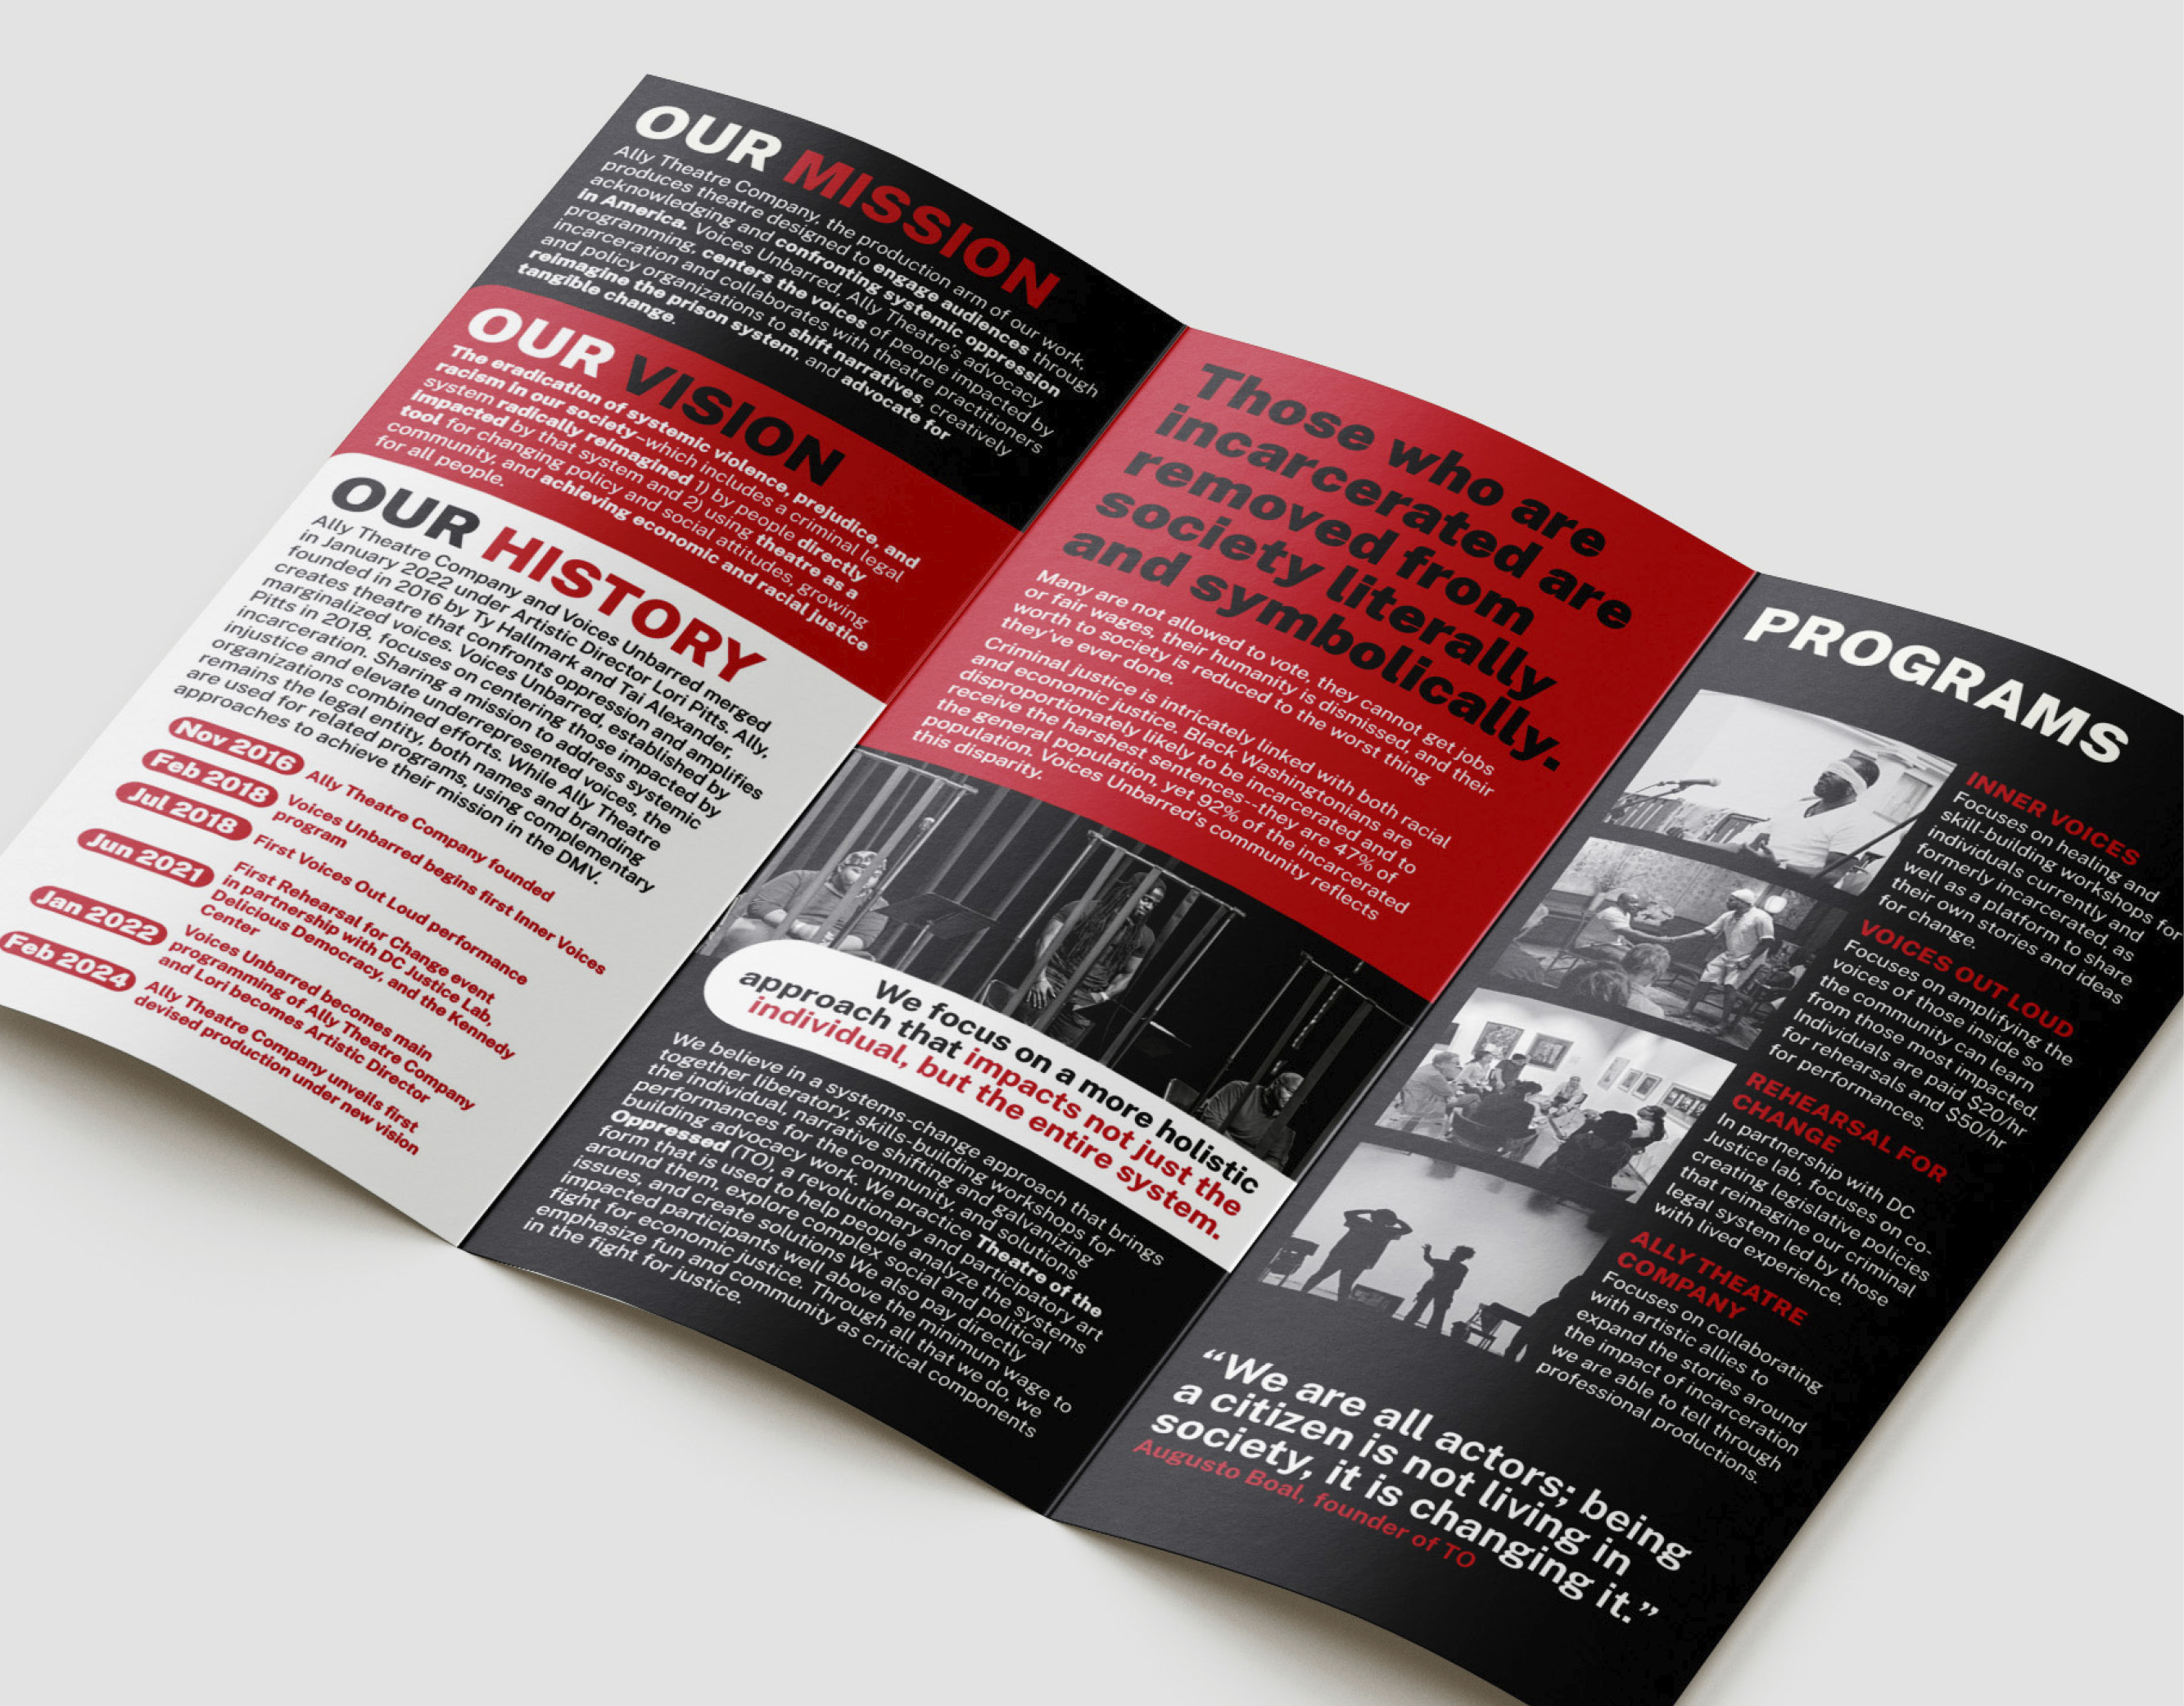 OUR MISSION
Ally Theatre Company, the production arm of our work,
produces theatre designed to engage audiences through
acknowledging and confronting systemic oppression
in America. Voices Unbarred, Ally Theatre's advocacy
programming, centers the voices of people impacted by
incarceration and collaborates with theatre practitioners
and policy organizations to shift narratives, creatively
reimagine the prison system, and advocate for
tangible change.
OUR VISION
The eradication of systemic violence, prejudice, and
racism in our society–which includes a criminal legal
system radically reimagined 1) by people directly
impacted by that system and 2) using theatre as a
tool for changing policy and social attitudes, growing
community, and achieving economic and racial justice
for all people.
OUR HISTORY
Ally Theatre Company and Voices Unbarred merged
in January 2022 under Artistic Director Lori Pitts. Ally,
founded in 2016 by Ty Hallmark and Tai Alexander,
creates theatre that confronts oppression and amplifies
marginalized voices. Voices Unbarred, established by
Pitts in 2018, focuses on centering those impacted by
incarceration. Sharing a mission to address systemic
injustice and elevate underrepresented voices, the
organizations combined efforts. While Ally Theatre
remains the legal entity, both names and branding
are used for related programs, using complementary
approaches to achieve their mission in the DMV.
Nov 2016 Ally Theatre Company founded
Feb 2018 Voices Unbarred begins first Inner Voices
program
Jul 2018 First Voices Out Loud performance
Jun 2021 First Rehearsal for Change event
in partnership with DC Justice Lab,
Delicious Democracy, and the Kennedy
Center
Jan 2022 Voices Unbarred becomes main
programming of Ally Theatre Company
and Lori becomes Artistic Director
Feb 2024 Ally Theatre Company unveils first
devised production under new vision
Those who are
incarcerated are
removed from
society literally
and symbolically.
Many are not allowed to vote, they cannot get jobs
or fair wages, their humanity is dismissed, and their
worth to society is reduced to the worst thing
they've ever done.
Criminal justice is intricately linked with both racial
and economic justice. Black Washingtonians are
disproportionately likely to be incarcerated and to
receive the harshest sentences--they are 47% of
the general population, yet 92% of the incarcerated
population. Voices Unbarred's community reflects
this disparity.
We focus on a more holistic
approach that impacts not just the
individual, but the entire system.
We believe in a systems-change approach that brings
together liberatory, skills-building workshops for
the individual, narrative shifting and galvanizing
performances for the community, and solutions
building advocacy work. We practice Theatre of the
Oppressed (TO), a revolutionary and participatory art
form that is used to help people analyze the systems
around them, explore complex social and political
issues, and create solutions We also pay directly
impacted participants well above the minimum wage to
fight for economic justice. Through all that we do, we
emphasize fun and community as critical components
in the fight for justice.
PROGRAMS
INNER VOICES
Focuses on healing and
skill-building workshops for
individuals currently and
formerly incarcerated, as
well as a platform to share
their own stories and ideas
for change.
VOICES OUT LOUD
Focuses on amplifying the
voices of those inside so
the community can learn
from those most impacted.
Individuals are paid $20/hr
for rehearsals and $50/hr
for performances.
REHEARSAL FOR
CHANGE
In partnership with DC
Justice lab, focuses on co-
creating legislative policies
that reimagine our criminal
legal system led by those
with lived experience.
ALLY THEATRE
COMPANY
Focuses on collaborating
with artistic allies to
expand the stories around
the impact of incarceration
we are able to tell through
professional productions.
“We are all actors; being
a citizen is not living in
society, it is changing it.”
Augusto Boal, founder of TO